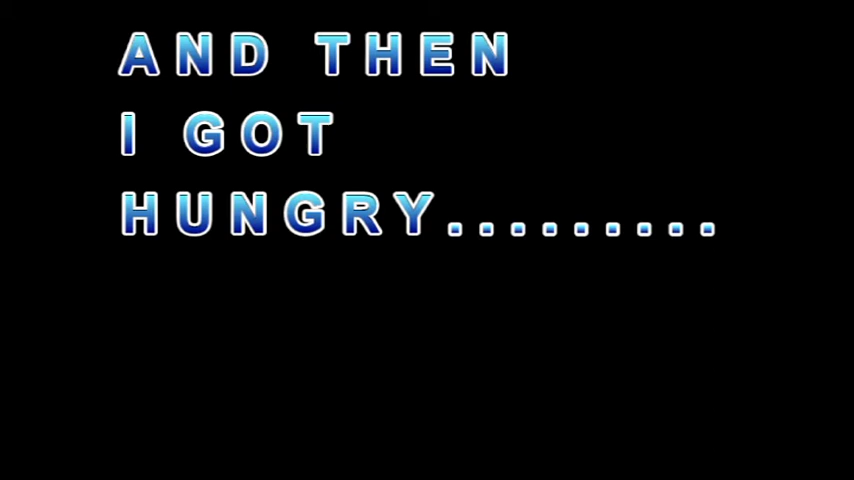 AND THEN
I GOT
HUNGRY.........